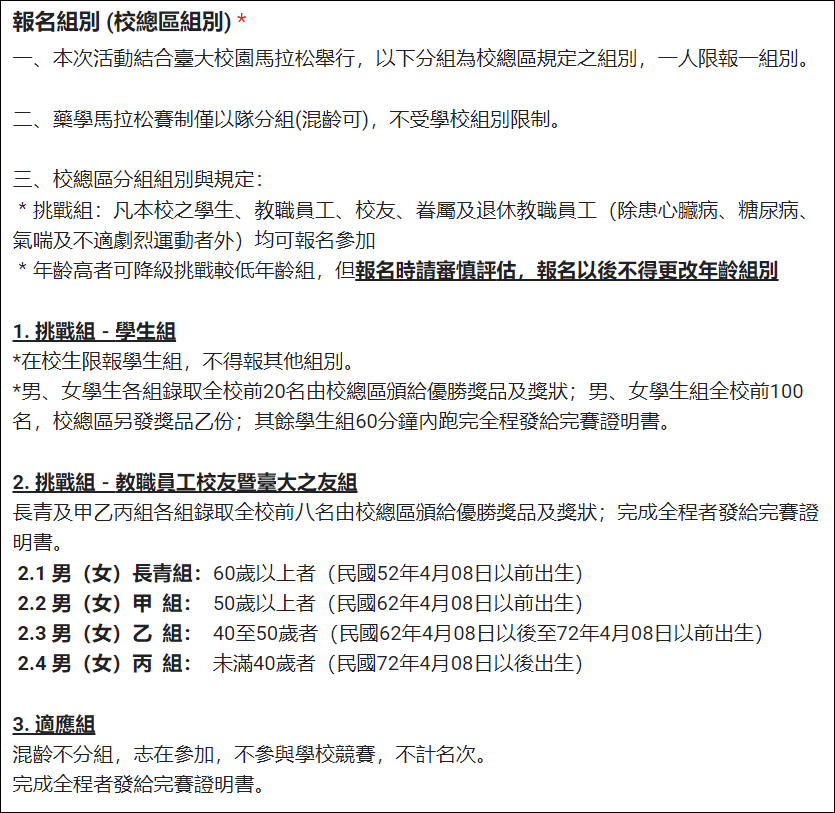 報名組別 (校總區組別) *
一、本次活動結合臺大校園馬拉松舉行，以下分組為校總區規定之組別，一人限報一組別。
二、藥學馬拉松賽制僅以隊分組(混齡可)，不受學校組別限制。
三、校總區分組組別與規定：
* 挑戰組：凡本校之學生、教職員工、校友、眷屬及退休教職員工（除患心臟病、糖尿病、
氣喘及不適劇烈運動者外）均可報名參加
* 年齡高者可降級挑戰較低年齡組，但報名時請審慎評估，報名以後不得更改年齡組別
1. 挑戰組 - 學生組
*在校生限報學生組，不得報其他組別。
*男、女學生各組錄取全校前20名由校總區頒給優勝獎品及獎狀；男、女學生組全校前100
名，校總區另發獎品乙份；其餘學生組60分鐘內跑完全程發給完賽證明書。
2. 挑戰組 - 教職員工校友暨臺大之友組
長青及甲乙丙組各組錄取全校前八名由校總區頒給優勝獎品及獎狀；完成全程者發給完賽證
明書。
2.1 男（女）長青組：60歲以上者（民國52年4月08日以前出生）
2.2 男（女）甲 組： 50歲以上者（民國62年4月08日以前出生）
2.3 男（女）乙 組： 40至50歲者（民國62年4月08日以後至72年4月08日以前出生）
2.4 男（女）丙 組： 未滿40歲者（民國72年4月08日以後出生）
3. 適應組
混齡不分組，志在參加，不參與學校競賽，不計名次。
完成全程者發給完賽證明書。